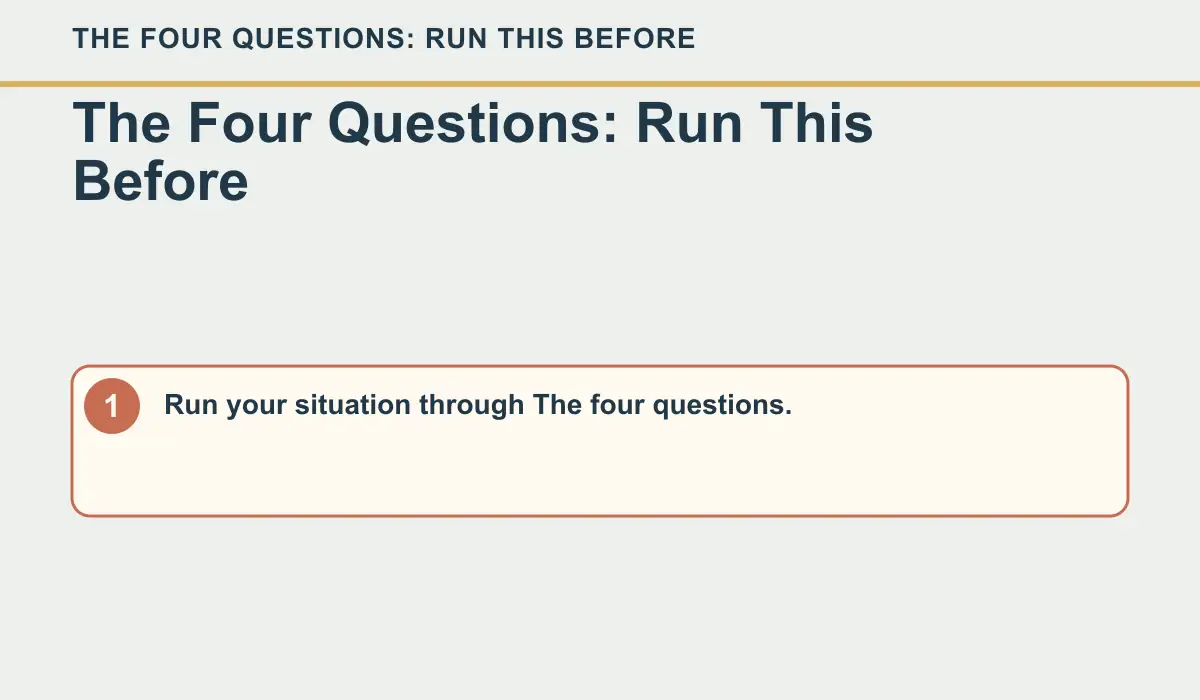 THE FOUR QUESTIONS: RUN THIS BEFORE
The Four Questions: Run This
Before
1
Run your situation through The four questions.